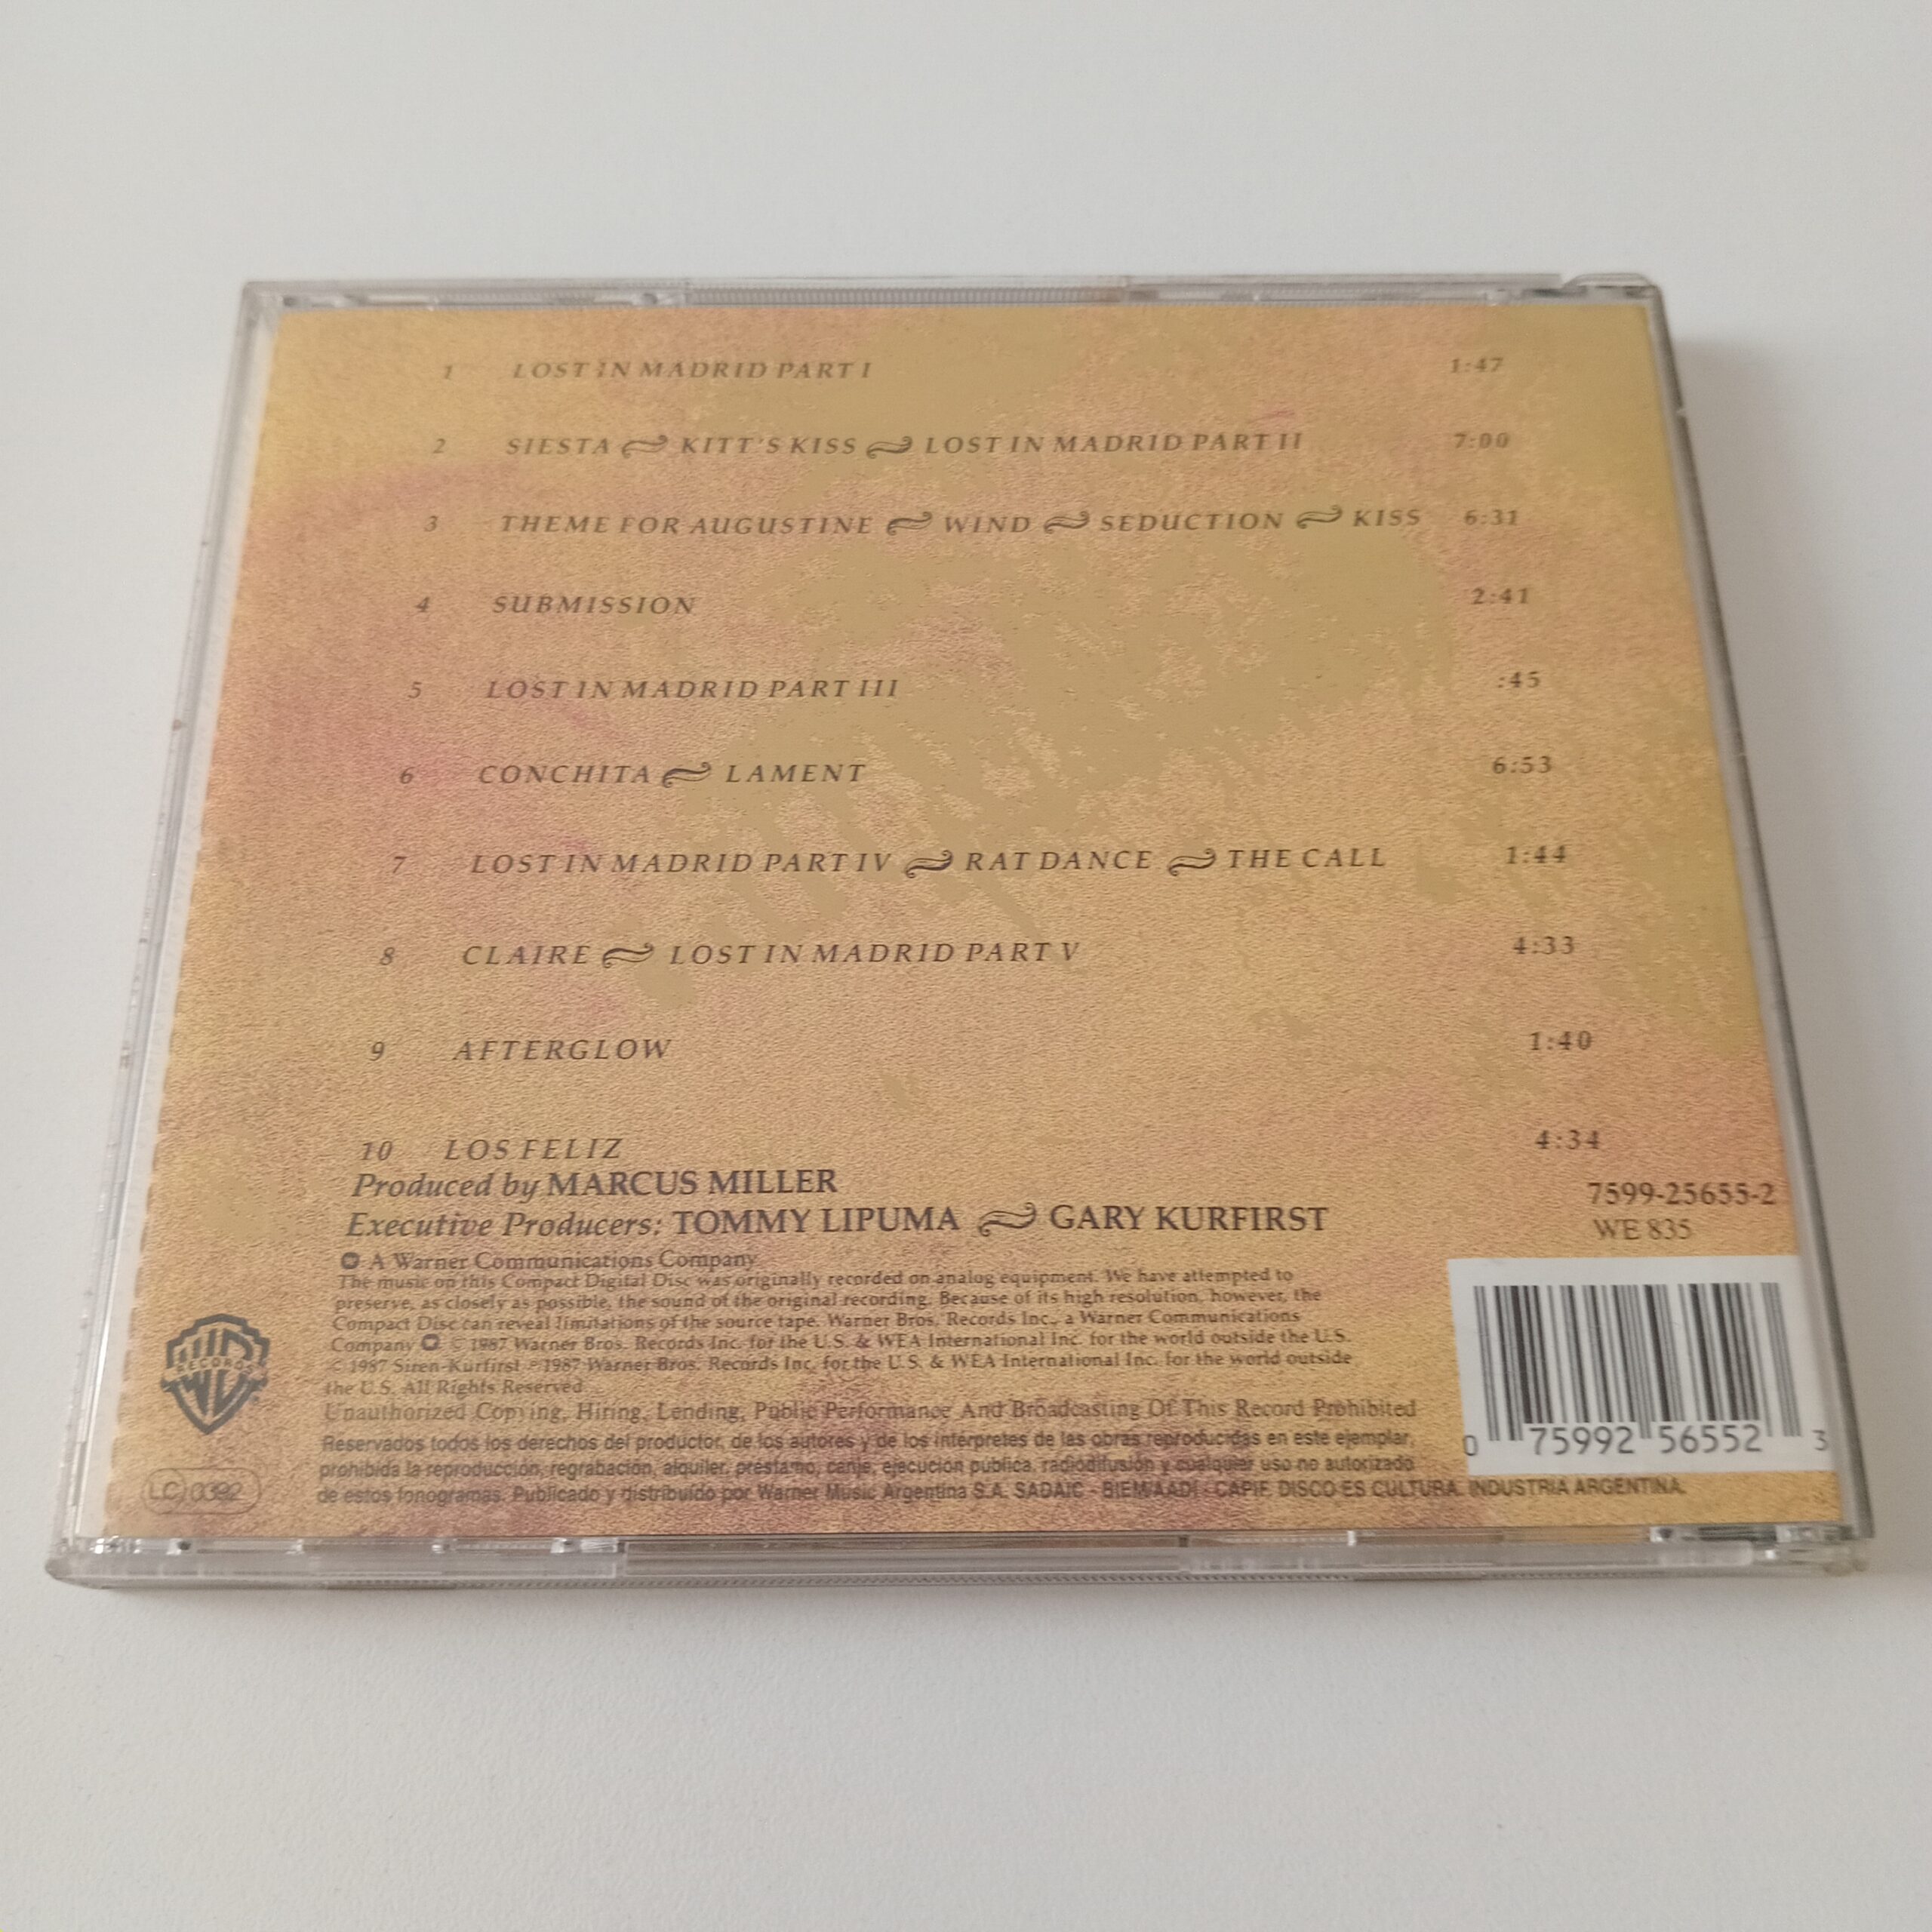 1 LOST IN MADRID PART I 1:47
2 SIESTA KITT'S KISS LOST IN MADRID PART II 7:00
3 THEME FOR AUGUSTINE WIND SEDUCTION KISS 6:31
4 SUBMISSION 2:41
5 LOST IN MADRID PART III :45
6 CONCHITA LAMENT 6:53
7 LOST IN MADRID PART IV RAT DANCE THE CALL 1:44
8 CLAIRE LOST IN MADRID PART V 4:33
9 AFTERGLOW 1:40
10 LOS FELIZ 4:34
Produced by MARCUS MILLER
Executive Producers: TOMMY LIPUMA GARY KURFIRST
7599-25655-2
WE 835
A Warner Communications Company
The music on this Compact Digital Disc was originally recorded on analog equipment. We have attempted to
preserve, as closely as possible, the sound of the original recording. Because of its high resolution, however, the
Compact Disc can reveal limitations of the source tape. Warner Bros. Records Inc., a Warner Communications
Company © 1987 Warner Bros. Records Inc. for the U.S. & WEA International Inc. for the world outside the U.S.
© 1987 Siren-Kurfirst ℗ 1987 Warner Bros. Records Inc. for the U.S. & WEA International Inc. for the world outside
the U.S. All Rights Reserved.
Unauthorized Copying, Hiring, Lending, Public Performance And Broadcasting Of This Record Prohibited
Reservados todos los derechos del productor, de los autores y de los intérpretes de las obras reproducidas en este ejemplar,
prohibida la reproducción, regrabación, alquiler, préstamo, canje, ejecución pública, radiodifusión y cualquier uso no autorizado
de estos fonogramas. Publicado y distribuído por Warner Music Argentina S.A. SADAIC - BIEM/AADI - CAPIF. DISCO ES CULTURA. INDUSTRIA ARGENTINA.
RECORDS
LC 0392
0 75992 56552 3